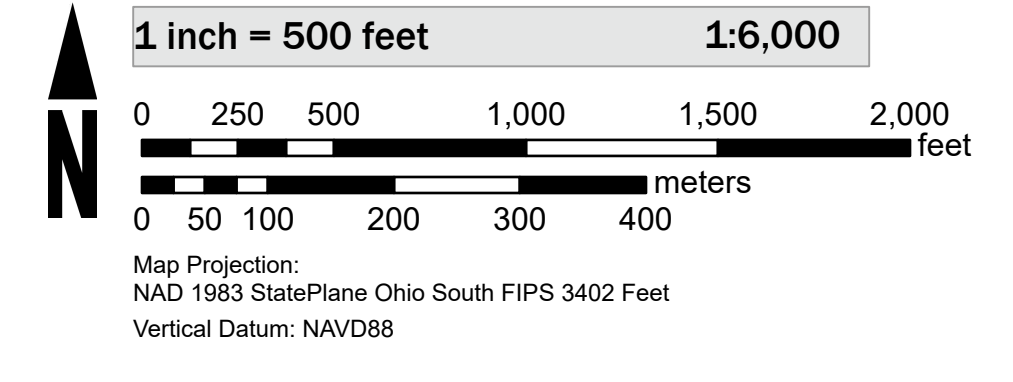 1 inch = 500 feet 1:6,000
0 250 500 1,000 1,500 2,000
feet
meters
0 50 100 200 300 400
N
Map Projection:
NAD 1983 StatePlane Ohio South FIPS 3402 Feet
Vertical Datum: NAVD88